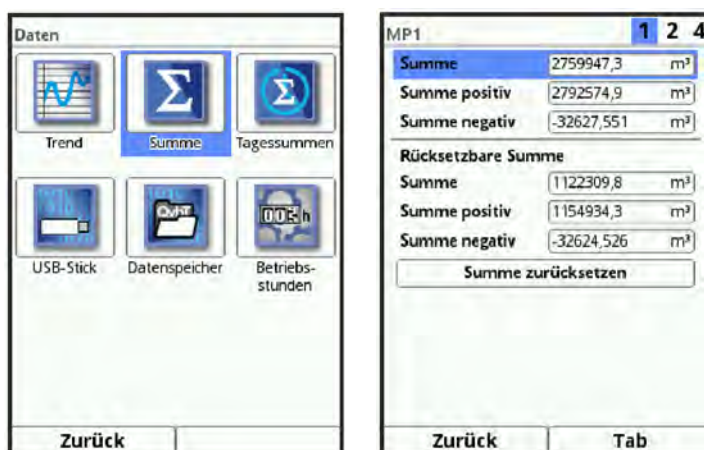 Daten
Trend
Summe
Tagessummen
USB-Stick
Datenspeicher
Betriebs-
stunden
Zurück
MP1 1 2 4
Summe 2759947,3 m³
Summe positiv 2792574,9 m³
Summe negativ -32627,551 m³
Rücksetzbare Summe
Summe 1122309,8 m³
Summe positiv 1154934,3 m³
Summe negativ -32624,526 m³
Summe zurücksetzen
Zurück Tab